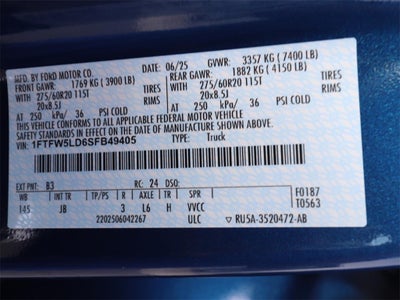 MFD. BY FORD MOTOR CO.
DATE: 06/25 GVWR: 3357 KG (7400 LB)
FRONT GAWR: 1769 KG (3900 LB) REAR GAWR: 1882 KG (4150 LB)
WITH 275/60R20 115T TIRES WITH 275/60R20 115T TIRES
20x8.5J RIMS 20x8.5J RIMS
AT 250 kPa/ 36 PSI COLD AT 250 kPa/ 36 PSI COLD
THIS VEHICLE CONFORMS TO ALL APPLICABLE FEDERAL MOTOR VEHICLE
SAFETY STANDARDS IN EFFECT ON THE DATE OF MANUFACTURE SHOWN ABOVE.
VIN: 1FTFW5LD6SFB49405 TYPE: Truck
EXT PNT: B3 RC: 24 DSO: F0187
WB INT TR TP/PS R AXLE TR SPR T0563
145 JB 3 L6 H VVCC
2202506042267 ULC RU5A-3520472-AB